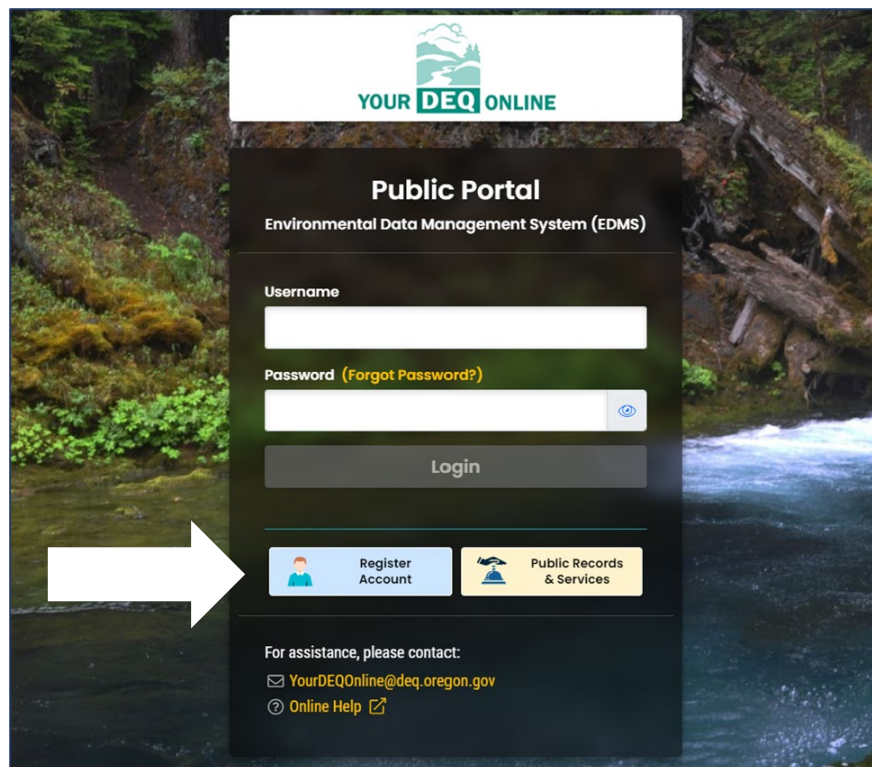 YOUR DEQ ONLINE
Public Portal
Environmental Data Management System (EDMS)
Username
Password (Forgot Password?)
Login
Register
Account
Public Records
& Services
For assistance, please contact:
YourDEQOnline@deq.oregon.gov
Online Help